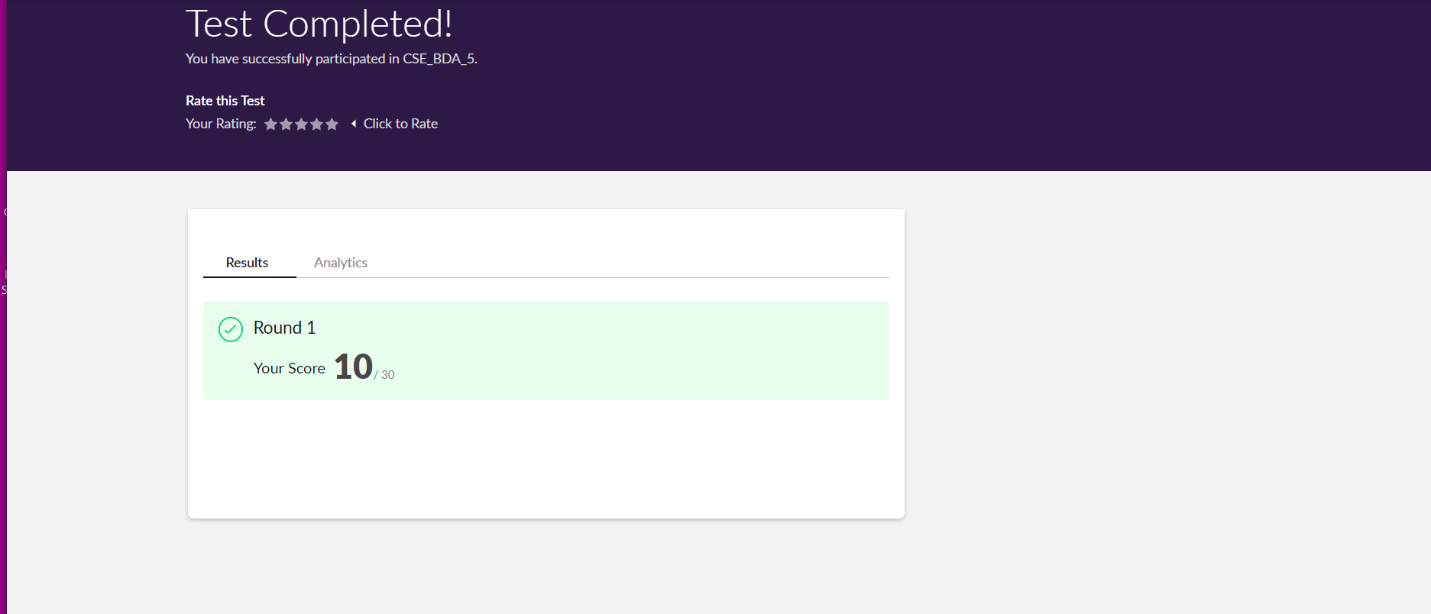 Test Completed!
You have successfully participated in CSE_BDA_5.
Rate this Test
Your Rating: Click to Rate
Results Analytics
Round 1
Your Score 10 / 30